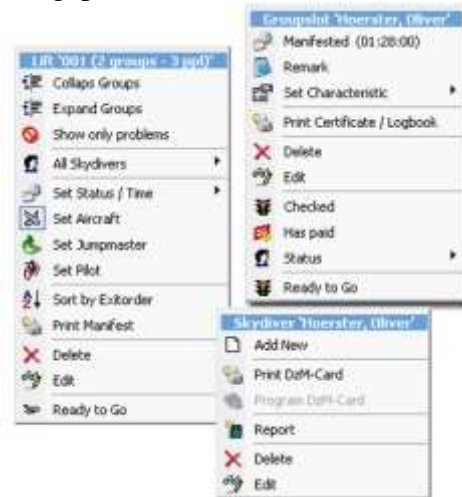 Lift '001 (2 groups - 3 ppl)'
Collaps Groups
Expand Groups
Show only problems
All Skydivers
Set Status / Time
Set Aircraft
Set Jumpmaster
Set Pilot
Sort by Exitorder
Print Manifest
Delete
Edit
Ready to Go
Groupslot 'Hoerster, Oliver'
Manifested (01:28:00)
Remark
Set Characteristic
Print Certificate / Logbook
Delete
Edit
Checked
Has paid
Status
Ready to Go
Skydiver 'Hoerster, Oliver'
Add New
Print DzM-Card
Program DzM-Card
Report
Delete
Edit